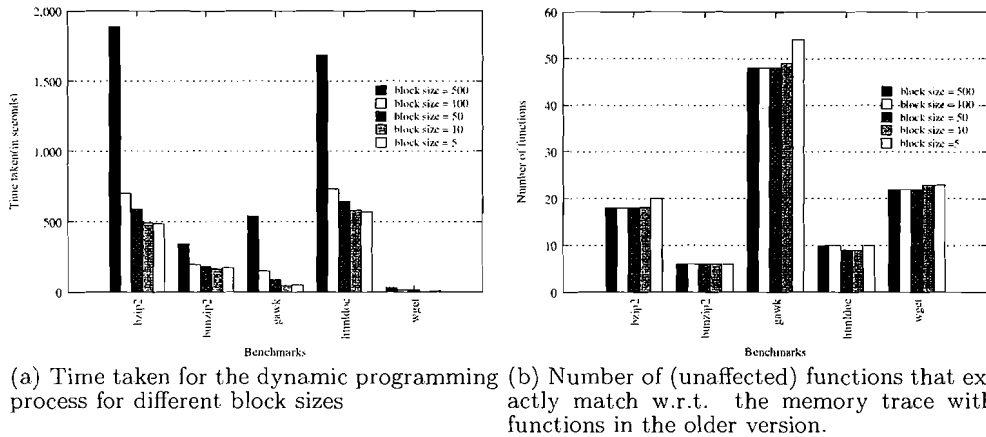 2,000
1,500
1,000
500
0
Time taken(in seconds)
block size = 500
block size = 100
block size = 50
block size = 10
block size = 5
bzip2
bunzip2
gawk
htmldoc
wget
Benchmarks
60
50
40
30
20
10
0
Number of functions
block size = 500
block size = 100
block size = 50
block size = 10
block size =5
bzip2
bunzip2
gawk
htmldoc
wget
Benchmarks
(a) Time taken for the dynamic programming
process for different block sizes
(b) Number of (unaffected) functions that ex-
actly match w.r.t. the memory trace with
functions in the older version.